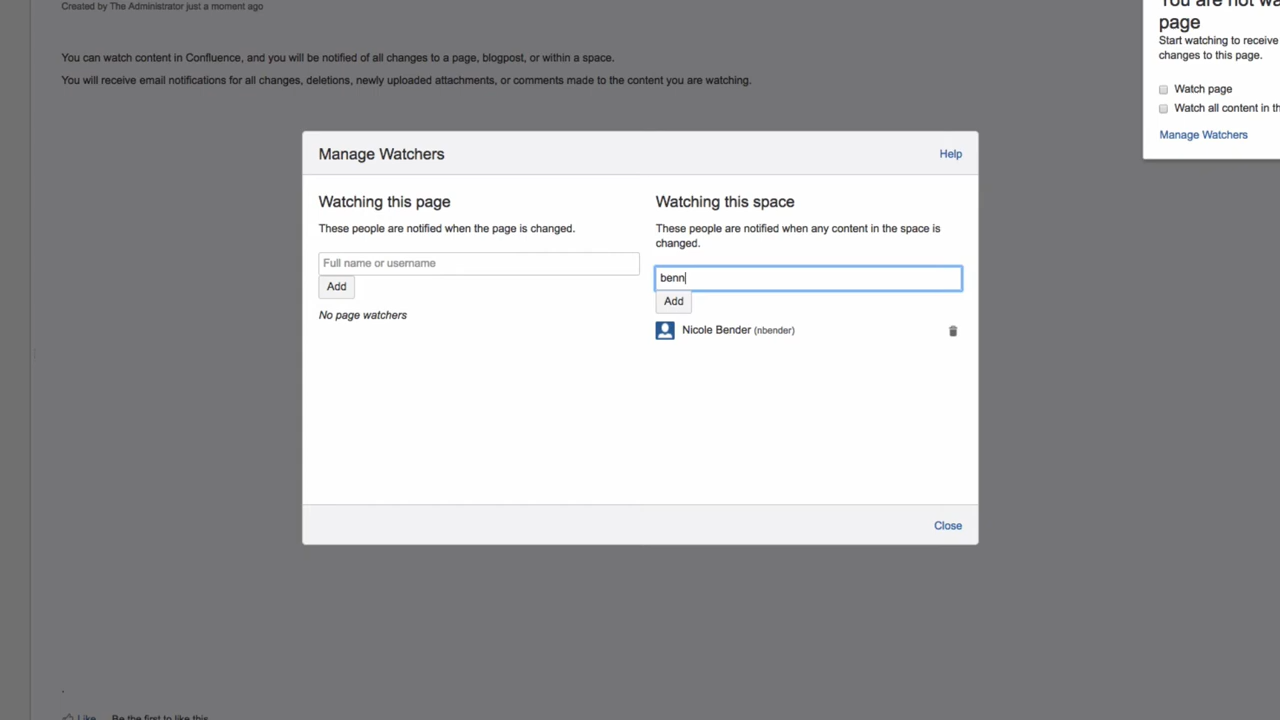 Created by The Administrator just a moment ago
You can watch content in Confluence, and you will be notified of all changes to a page, blogpost, or within a space.
You will receive email notifications for all changes, deletions, newly uploaded attachments, or comments made to the content you are watching.
You are not wa
page
Start watching to receive
changes to this page.
Watch page
Watch all content in th
Manage Watchers
Manage Watchers
Help
Watching this page
These people are notified when the page is changed.
Full name or username
Add
No page watchers
Watching this space
These people are notified when any content in the space is
changed.
benn
Add
Nicole Bender (nbender)
Close
Like Be the first to like this